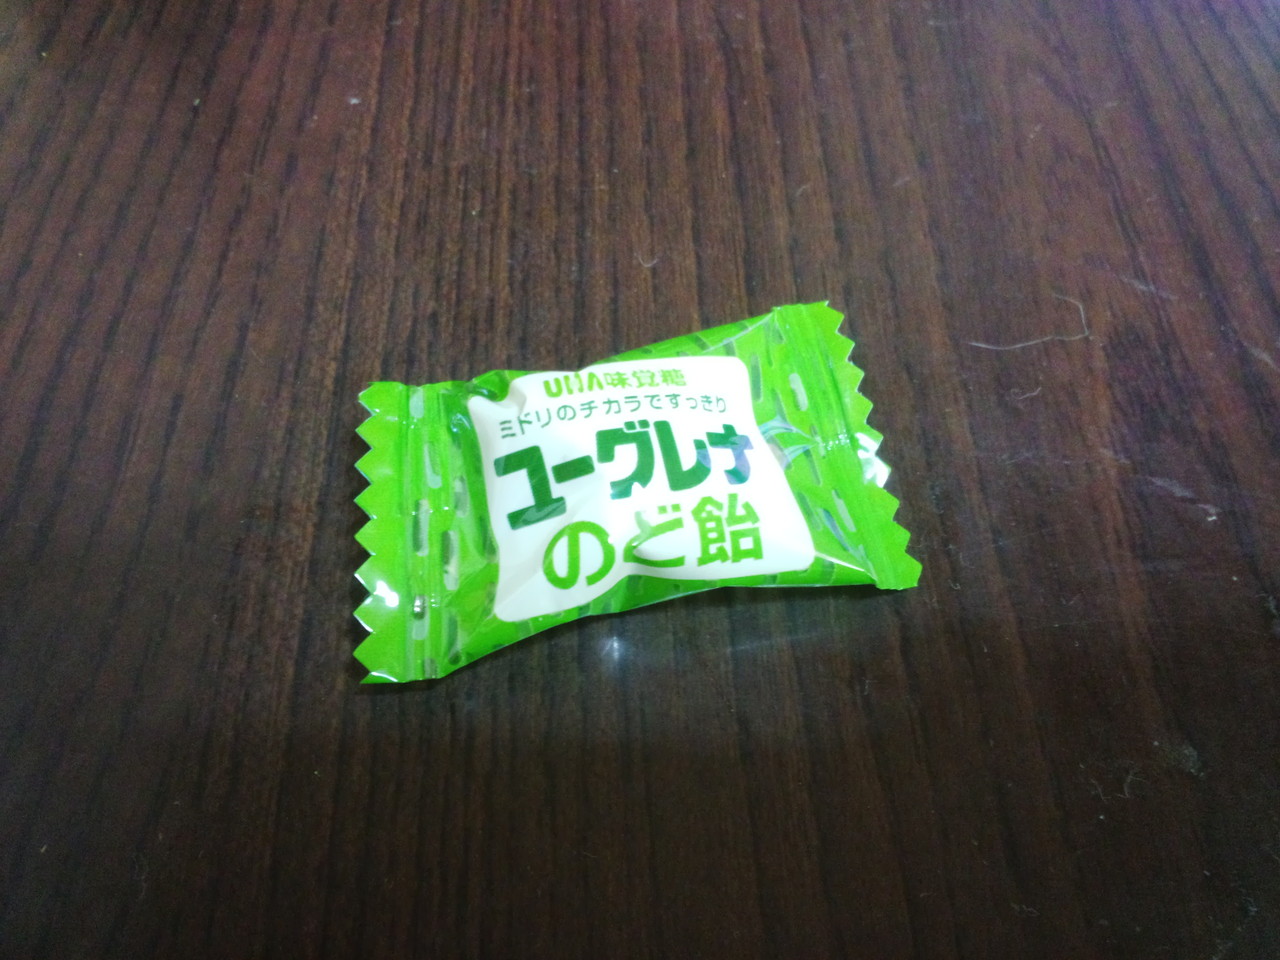 UHA味覚糖
ミドリのチカラですっきり
ユーグレナ
のど飴